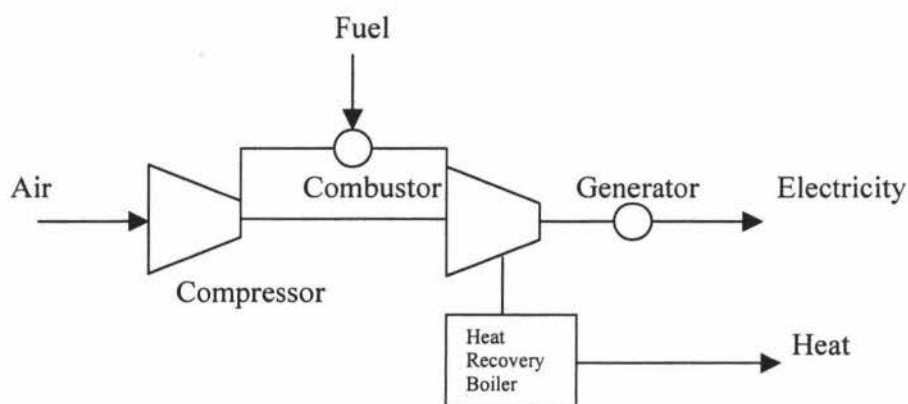 Fuel
Air
Combustor
Generator
Electricity
Compressor
Heat
Recovery
Boiler
Heat